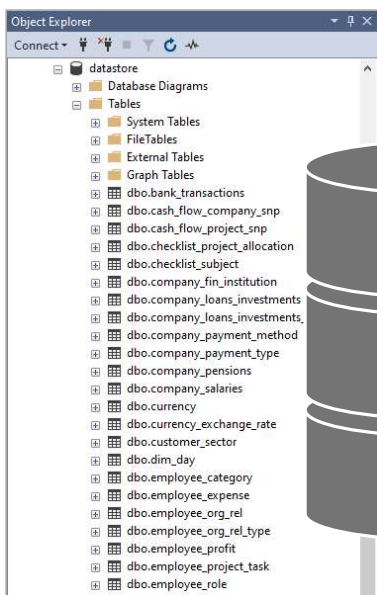 Object Explorer
Connect
datastore
Database Diagrams
Tables
System Tables
FileTables
External Tables
Graph Tables
dbo.bank_transactions
dbo.cash_flow_company_snp
dbo.cash_flow_project_snp
dbo.checklist_project_allocation
dbo.checklist_subject
dbo.company_fin_institution
dbo.company_loans_investments
dbo.company_loans_investments_
dbo.company_payment_method
dbo.company_payment_type
dbo.company_pensions
dbo.company_salaries
dbo.currency
dbo.currency_exchange_rate
dbo.customer_sector
dbo.dim_day
dbo.employee_category
dbo.employee_expense
dbo.employee_org_rel
dbo.employee_org_rel_type
dbo.employee_profit
dbo.employee_project_task
dbo.employee_role